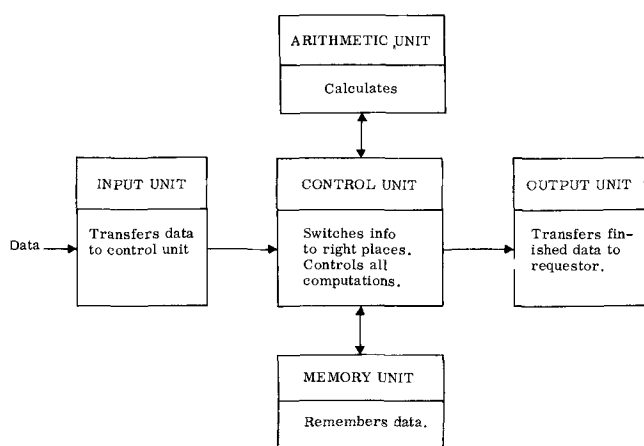 ARITHMETIC UNIT
Calculates
INPUT UNIT
Transfers data
to control unit
Data
CONTROL UNIT
Switches info
to right places.
Controls all
computations.
OUTPUT UNIT
Transfers fin-
ished data to
requestor.
MEMORY UNIT
Remembers data.